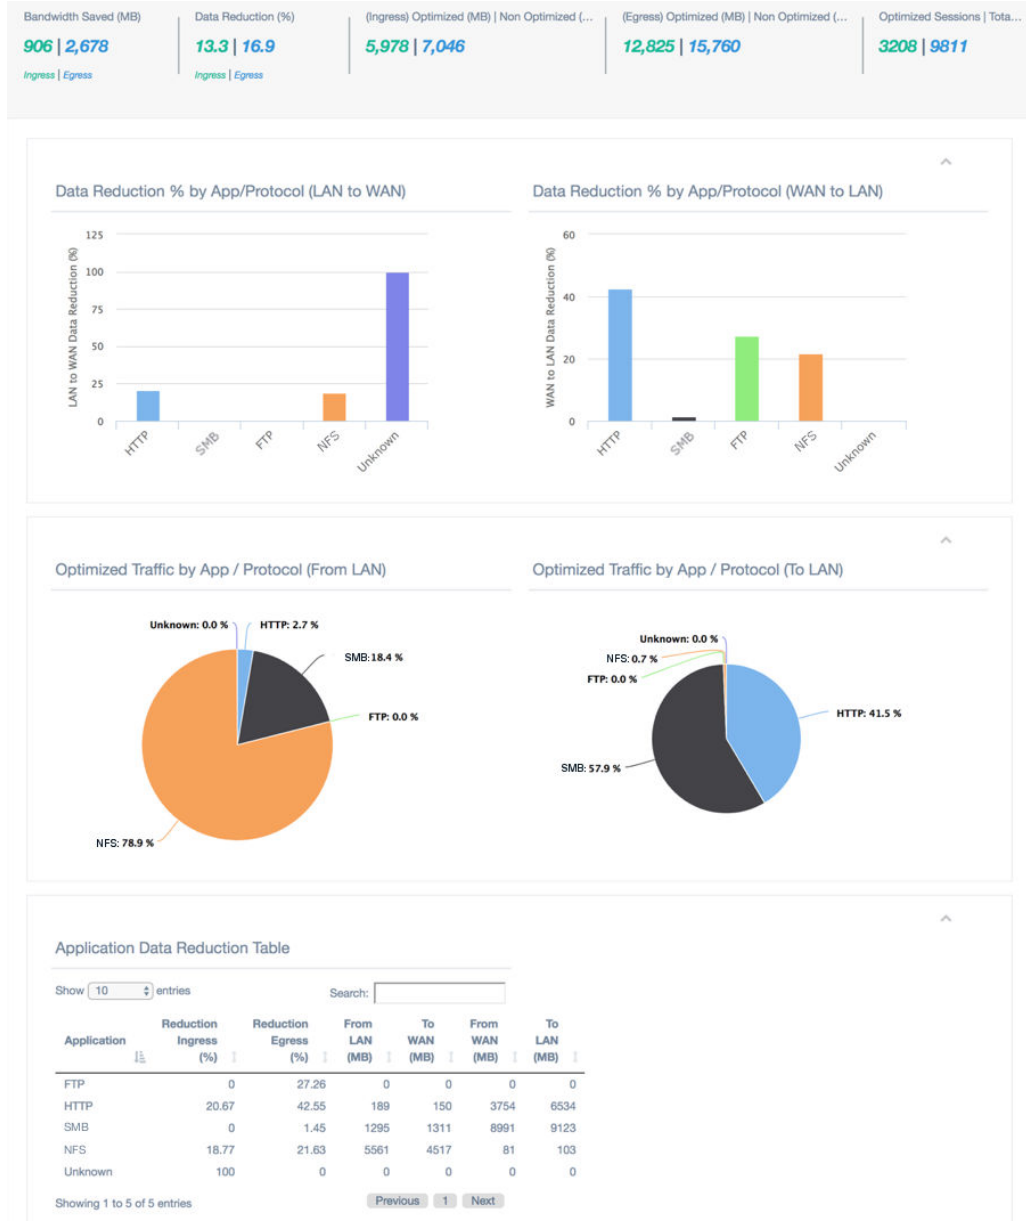 Bandwidth Saved (MB)
906 | 2,678
Ingress | Egress
Data Reduction (%)
13.3 | 16.9
Ingress | Egress
(Ingress) Optimized (MB) | Non Optimized (...
5,978 | 7,046
(Egress) Optimized (MB) | Non Optimized (...
12,825 | 15,760
Optimized Sessions | Tota...
3208 | 9811
Data Reduction % by App/Protocol (LAN to WAN)
LAN to WAN Data Reduction (%)
125
100
75
50
25
0
HTTP
SMB
FTP
NFS
Unknown
Data Reduction % by App/Protocol (WAN to LAN)
WAN to LAN Data Reduction (%)
60
40
20
0
HTTP
SMB
FTP
NFS
Unknown
Optimized Traffic by App / Protocol (From LAN)
Unknown: 0.0 %
HTTP: 2.7 %
SMB: 18.4 %
FTP: 0.0 %
NFS: 78.9 %
Optimized Traffic by App / Protocol (To LAN)
Unknown: 0.0 %
NFS: 0.7 %
FTP: 0.0 %
HTTP: 41.5 %
SMB: 57.9 %
Application Data Reduction Table
Show 10 entries
Search:
Application Reduction Ingress (%) Reduction Egress (%) From LAN (MB) To WAN (MB) From WAN (MB) To LAN (MB)
FTP 0 27.26 0 0 0 0
HTTP 20.67 42.55 189 150 3754 6534
SMB 0 1.45 1295 1311 8991 9123
NFS 18.77 21.63 5561 4517 81 103
Unknown 100 0 0 0 0 0
Showing 1 to 5 of 5 entries
Previous 1 Next